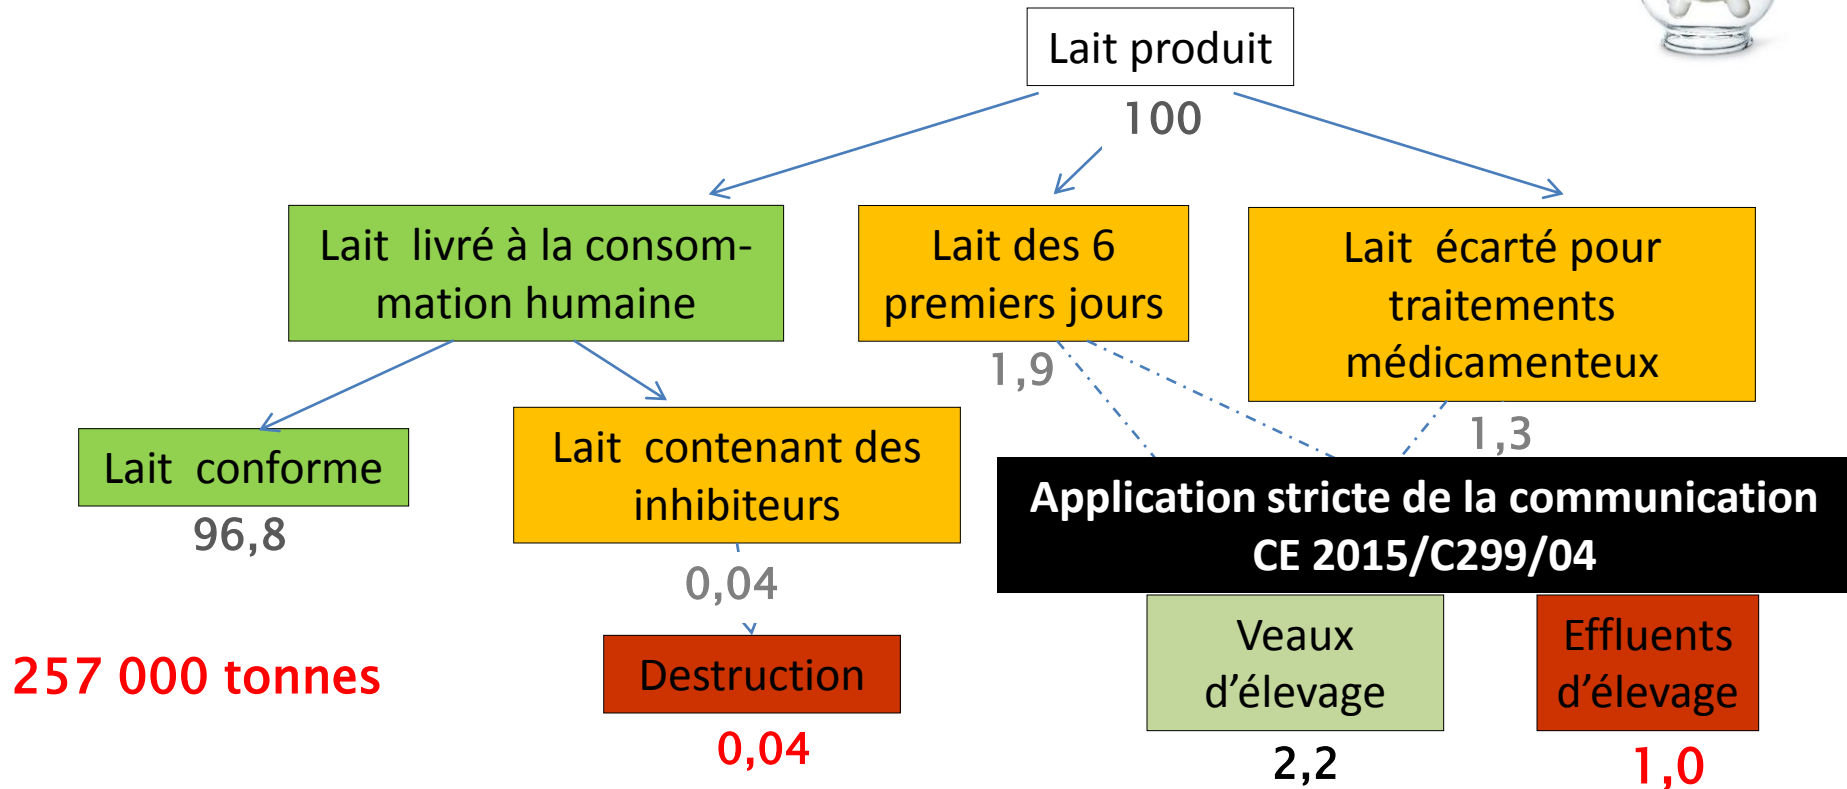 Lait produit
100
Lait livré à la consom-
mation humaine
Lait des 6
premiers jours
1,9
Lait écarté pour
traitements
médicamenteux
1,3
Lait conforme
96,8
Lait contenant des
inhibiteurs
0,04
Application stricte de la communication
CE 2015/C299/04
257 000 tonnes
Destruction
0,04
Veaux
d’élevage
2,2
Effluents
d’élevage
1,0